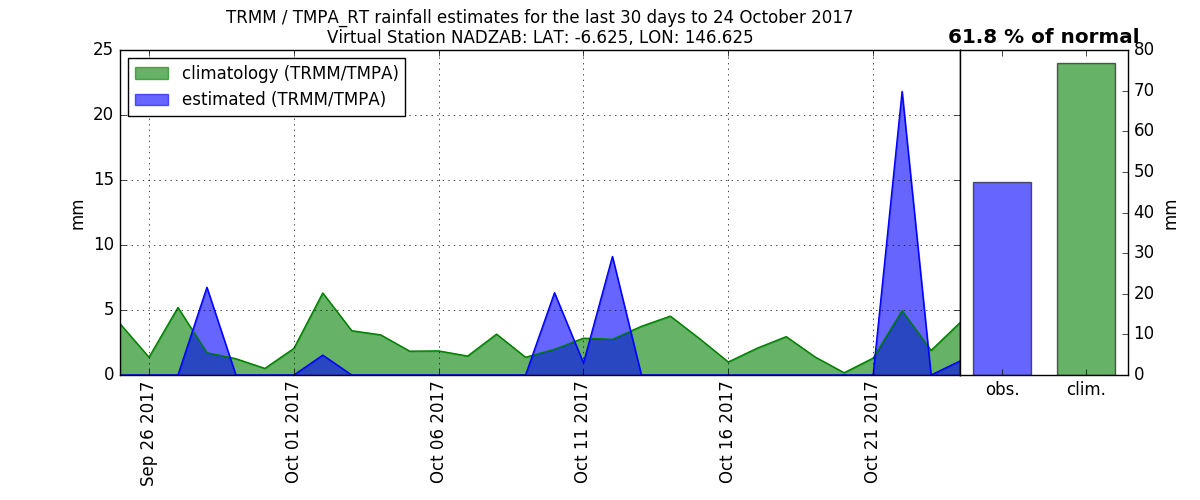 TRMM / TMPA_RT rainfall estimates for the last 30 days to 24 October 2017
Virtual Station NADZAB: LAT: -6.625, LON: 146.625
61.8 % of normal
climatology (TRMM/TMPA)
estimated (TRMM/TMPA)
25
20
15
10
5
0
mm
80
70
60
50
40
30
20
10
0
mm
Sep 26 2017
Oct 01 2017
Oct 06 2017
Oct 11 2017
Oct 16 2017
Oct 21 2017
obs.
clim.